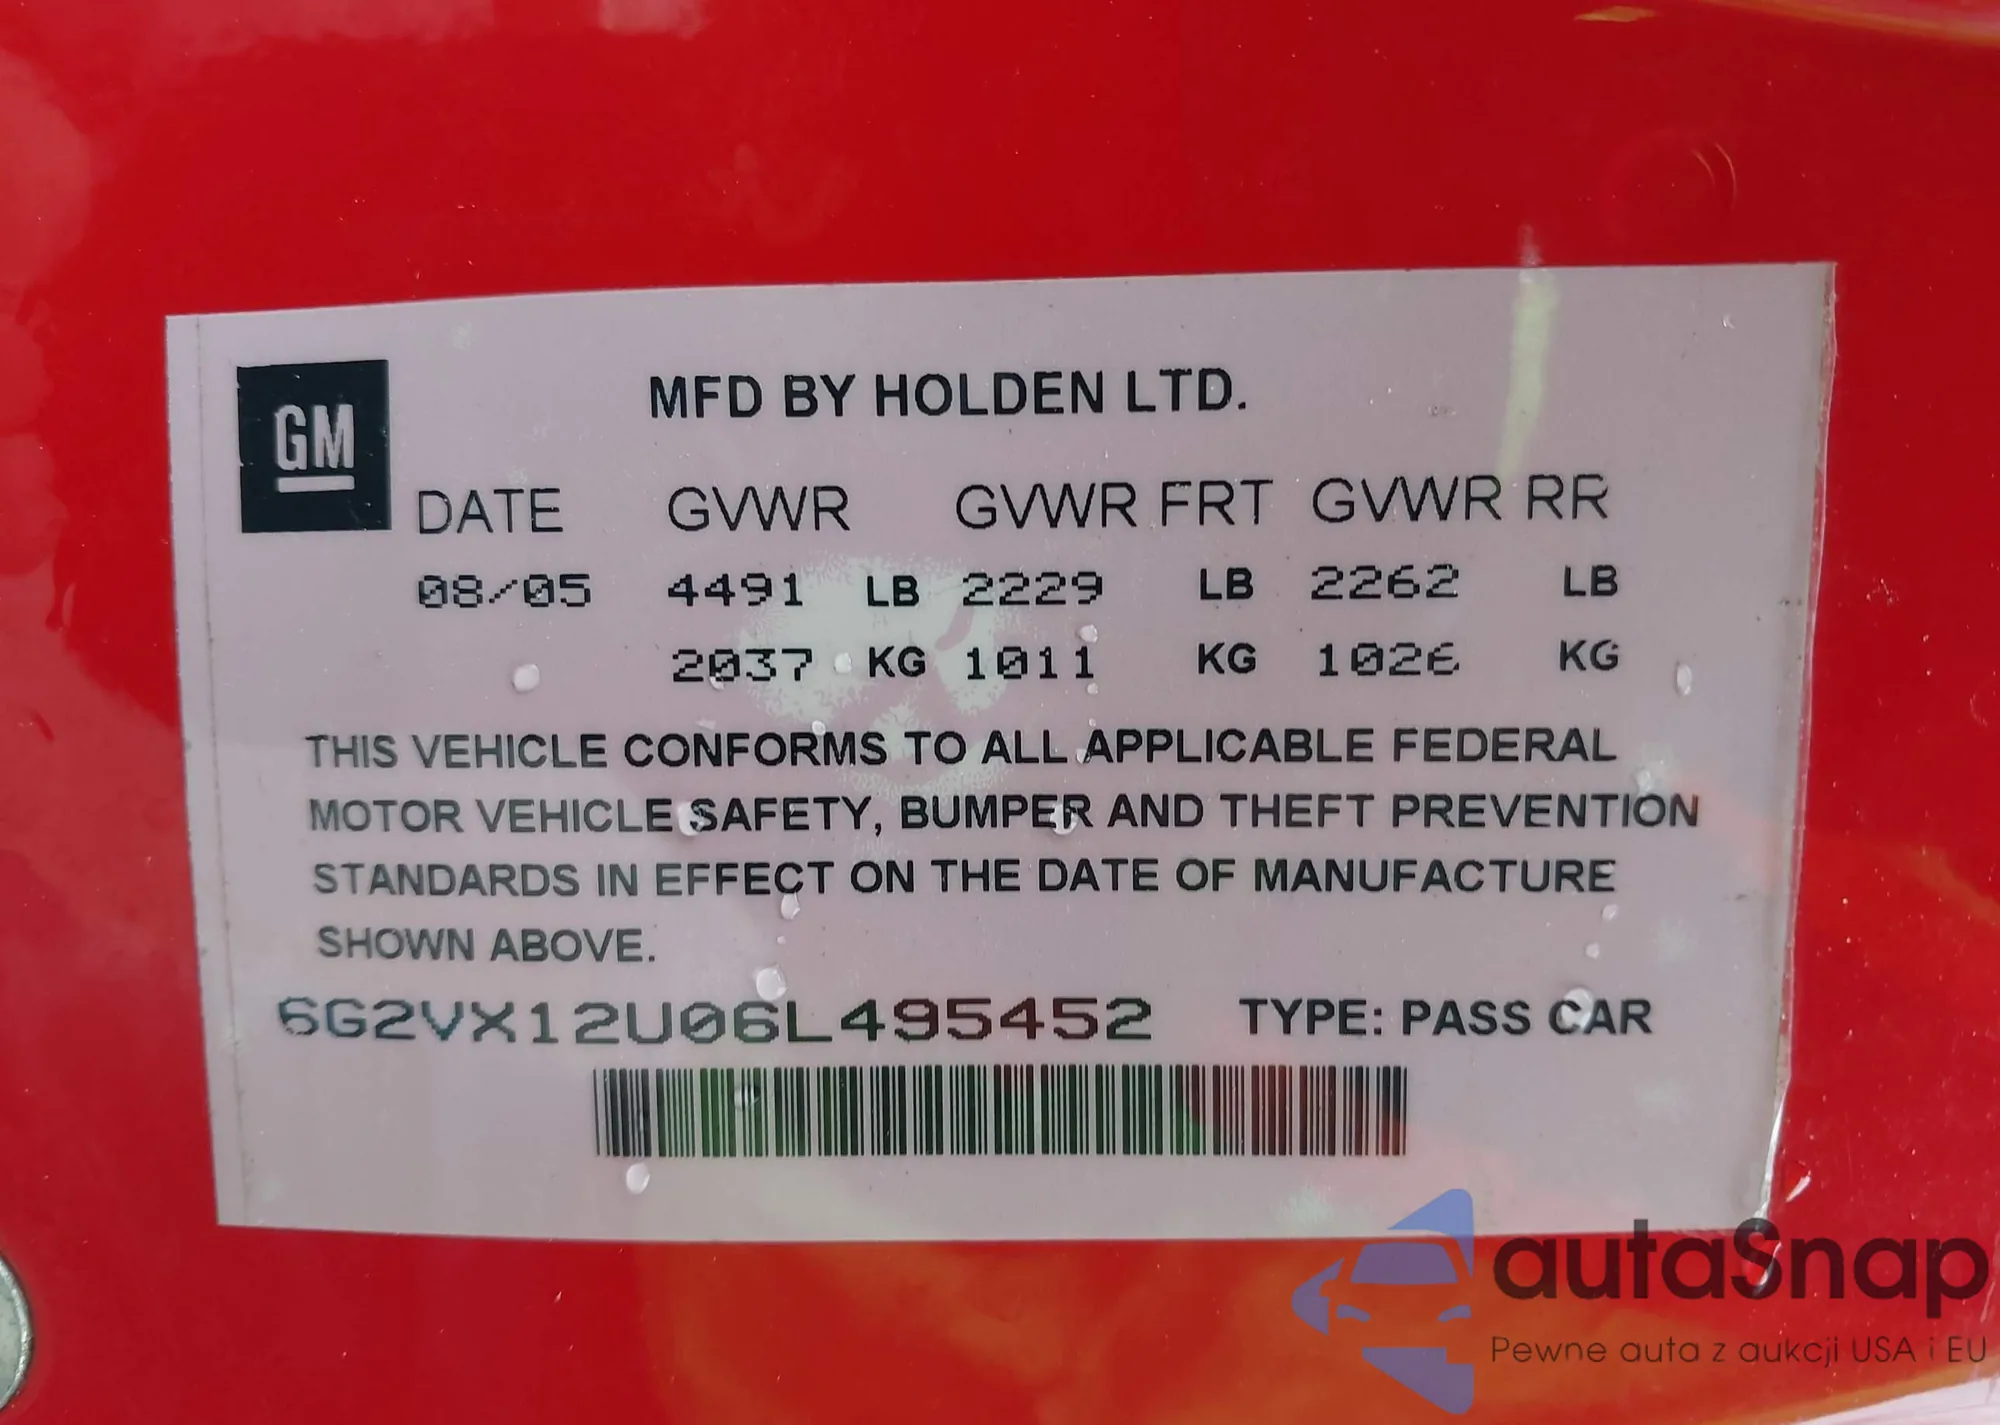 MFD BY HOLDEN LTD.
GM
DATE GVWR GVWR FRT GVWR RR
08/05 4491 LB 2229 LB 2262 LB
2037 KG 1011 KG 1026 KG
THIS VEHICLE CONFORMS TO ALL APPLICABLE FEDERAL
MOTOR VEHICLE SAFETY, BUMPER AND THEFT PREVENTION
STANDARDS IN EFFECT ON THE DATE OF MANUFACTURE
SHOWN ABOVE.
6G2VX12U06L495452 TYPE: PASS CAR
autaSnap
Pewne auta z aukcji USA i EU